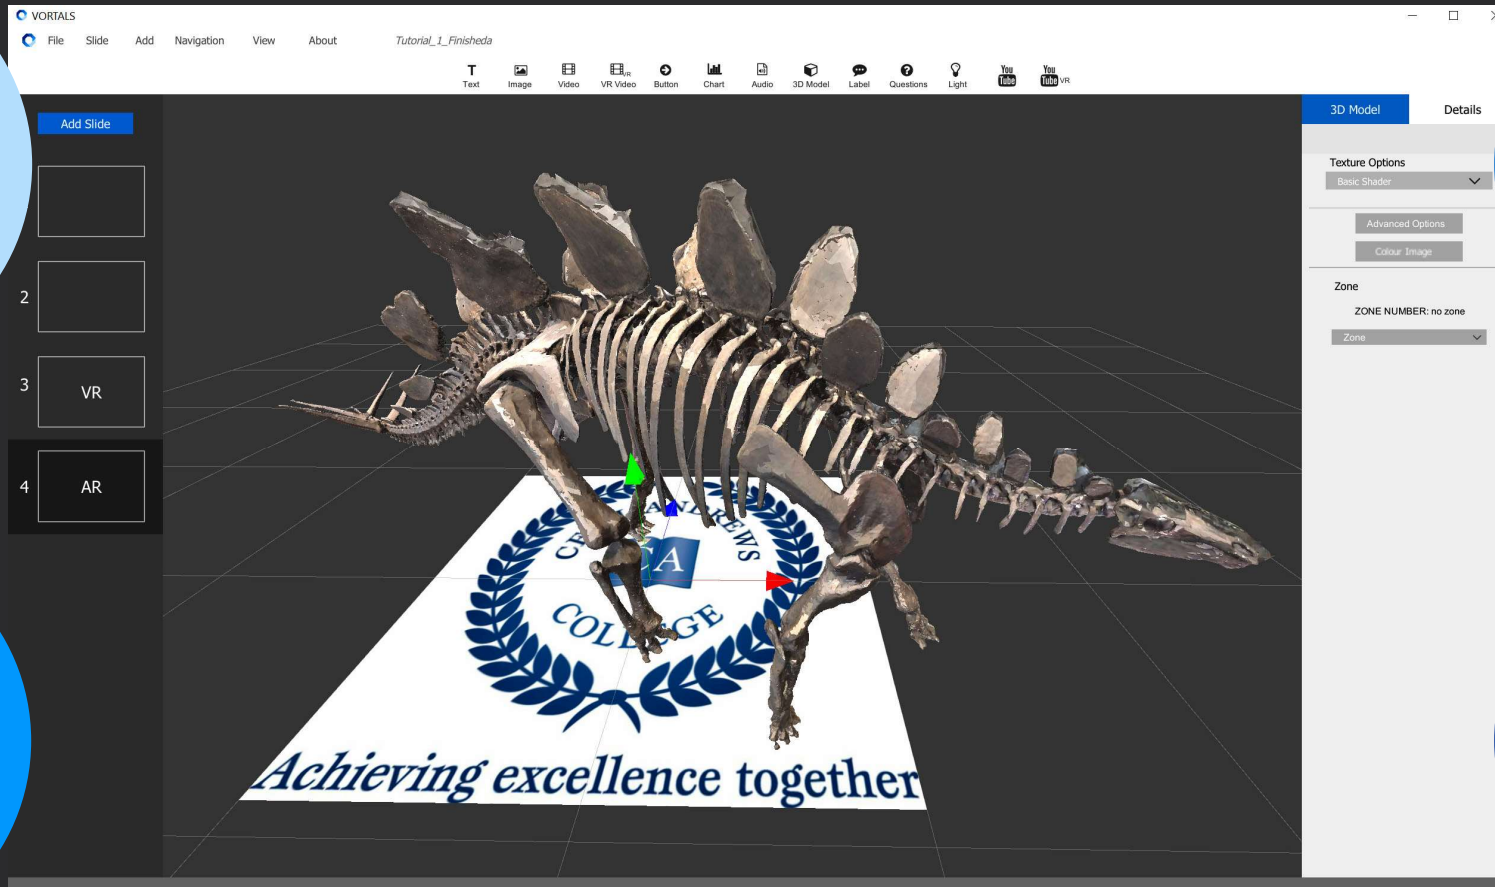 VORTALS
File Slide Add Navigation View About Tutorial_1_Finisheda
T
Text Image Video VR Video Button Chart Audio 3D Model Label Questions Light You Tube You Tube VR
Add Slide
2
3 VR
4 AR
3D Model Details
Texture Options
Basic Shader
Advanced Options
Colour Image
Zone
ZONE NUMBER: no zone
Zone
ANDREWS
A
COLLEGE
Achieving excellence together